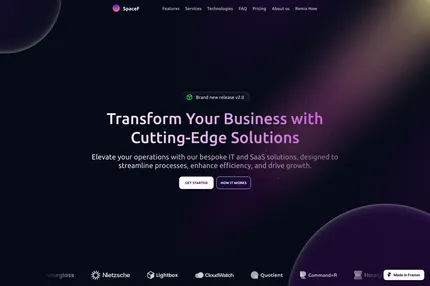 SpaceF
Features Services Technologies FAQ Pricing About us Remix Now
Brand new release v2.0
Transform Your Business with
Cutting-Edge Solutions
Elevate your operations with our bespoke IT and SaaS solutions, designed to
streamline processes, enhance efficiency, and drive growth.
GET STARTED HOW IT WORKS
Nietzsche Lightbox CloudWatch Quotient Command+R
Made in Framer